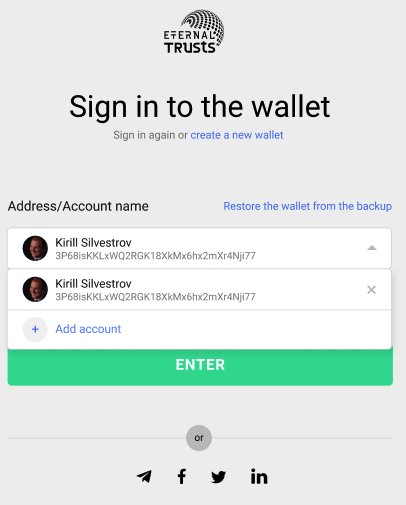 ETERNAL
TRUSTS
Sign in to the wallet
Sign in again or create a new wallet
Address/Account name
Restore the wallet from the backup
Kirill Silvestrov
3P68isKKLxWQ2RGK18XkMx6hx2mXr4Nji77
Kirill Silvestrov
3P68isKKLxWQ2RGK18XkMx6hx2mXr4Nji77
+ Add account
ENTER
or